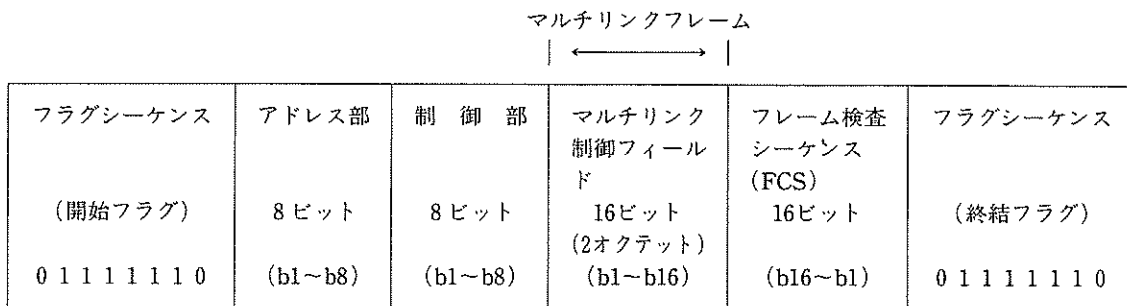 マルチリンクフレーム
フラグシーケンス アドレス部 制御部 マルチリンク フレーム検査 フラグシーケンス
制御フィール シーケンス
ド (FCS)
(開始フラグ) 8ビット 8ビット 16ビット 16ビット (終結フラグ)
(2オクテット)
0 1 1 1 1 1 1 0 (b1~b8) (b1~b8) (b1~b16) (b16~b1) 0 1 1 1 1 1 1 0